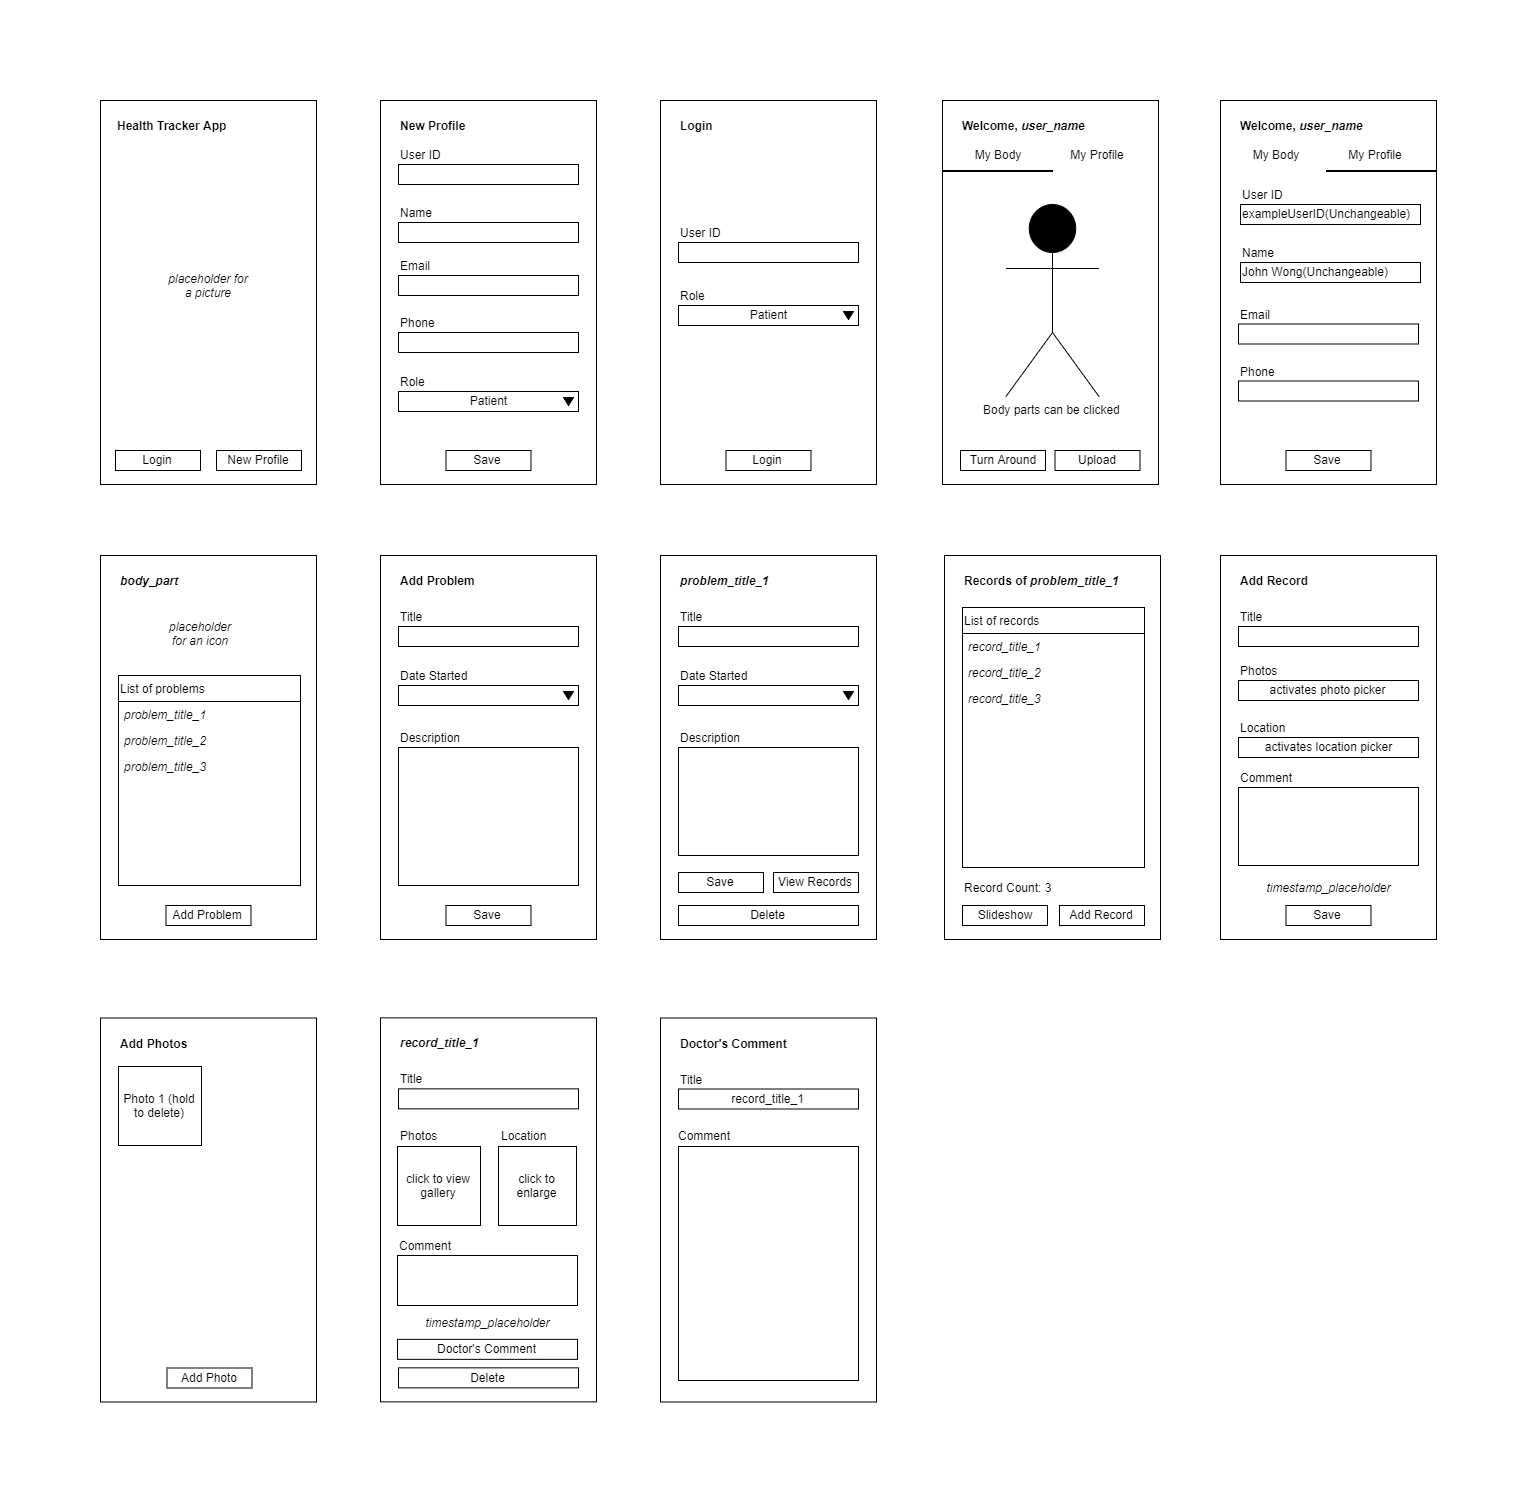 Health Tracker App
placeholder for
a picture
Login
New Profile
New Profile
User ID
Name
Email
Phone
Role
Patient
Save
Login
User ID
Role
Patient
Login
Welcome, user_name
My Body
My Profile
Body parts can be clicked
Turn Around
Upload
Welcome, user_name
My Body
My Profile
User ID
exampleUserID(Unchangeable)
Name
John Wong(Unchangeable)
Email
Phone
Save
body_part
placeholder
for an icon
List of problems
problem_title_1
problem_title_2
problem_title_3
Add Problem
Add Problem
Title
Date Started
Description
Save
problem_title_1
Title
Date Started
Description
Save
View Records
Delete
Records of problem_title_1
List of records
record_title_1
record_title_2
record_title_3
Record Count: 3
Slideshow
Add Record
Add Record
Title
Photos
activates photo picker
Location
activates location picker
Comment
timestamp_placeholder
Save
Add Photos
Photo 1 (hold
to delete)
Add Photo
record_title_1
Title
Photos
Location
click to view
gallery
click to
enlarge
Comment
timestamp_placeholder
Doctor's Comment
Delete
Doctor's Comment
Title
record_title_1
Comment